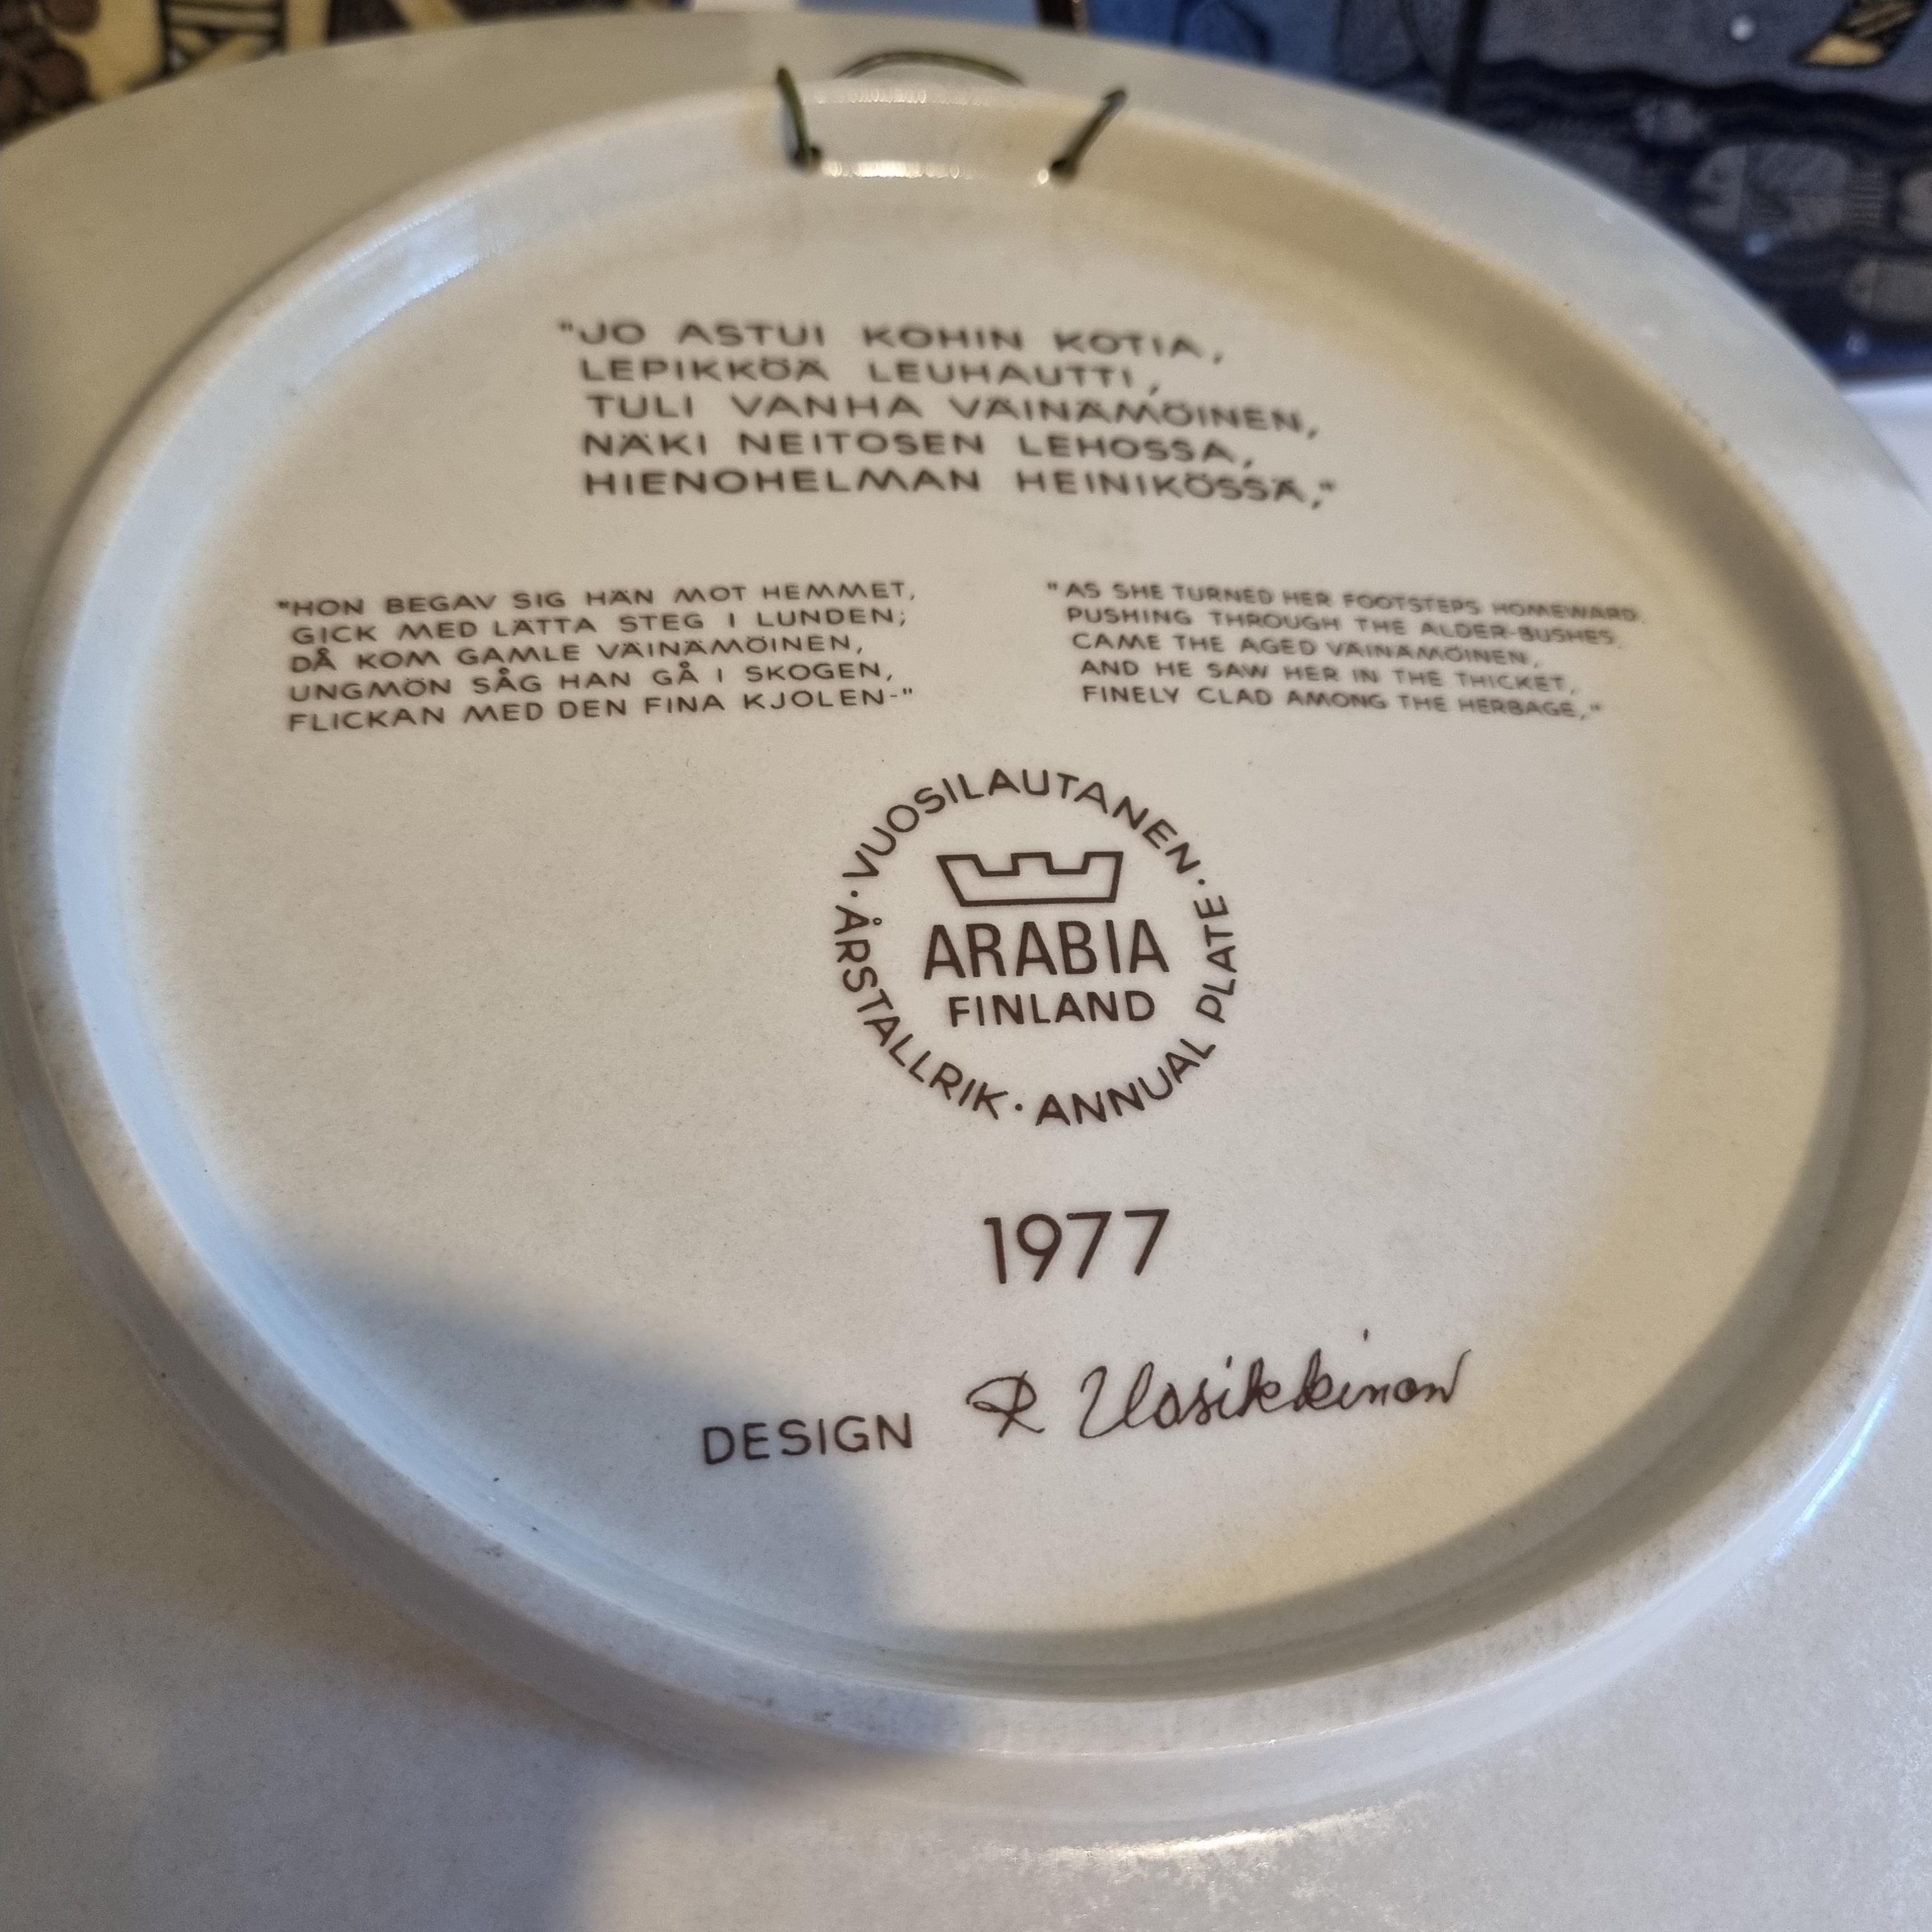 "JO ASTUI KOHIN KOTIA,
LEPIKKÖÄ LEUHAUTTI,
TULI VANHA VÄINÄMÖINEN,
NÄKI NEITOSEN LEHOSSA,
HIENOHELMAN HEINIKÖSSÄ,"
"HON BEGAV SIG HÄN MOT HEMMET,
GICK MED LÄTTA STEG I LUNDEN;
DÅ KOM GAMLE VÄINÄMÖINEN,
UNGMÖN SÅG HAN GÅ I SKOGEN,
FLICKAN MED DEN FINA KJOLEN-"
"AS SHE TURNED HER FOOTSTEPS HOMEWARD,
PUSHING THROUGH THE ALDER-BUSHES,
CAME THE AGED VÄINÄMÖINEN,
AND HE SAW HER IN THE THICKET,
FINELY CLAD AMONG THE HERBAGE,"
· VUOSILAUTANEN · ANNUAL PLATE · ÅRSTALLRIK
ARABIA
FINLAND
1977
DESIGN R Uosikkinen